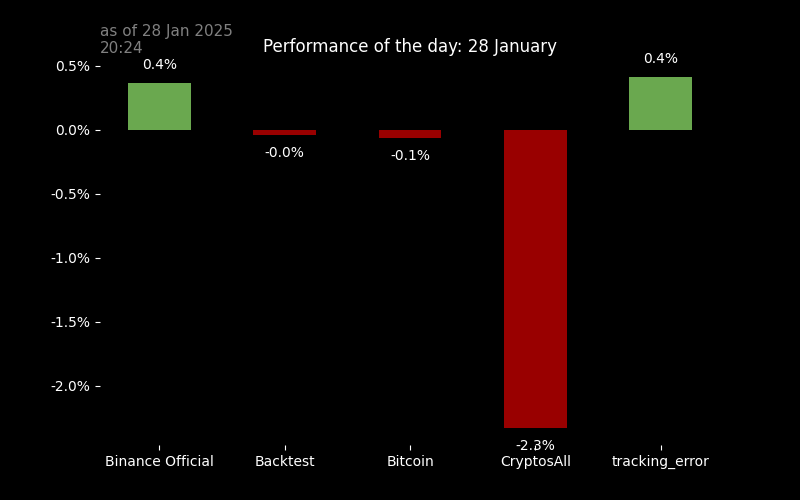 as of 28 Jan 2025
20:24
Performance of the day: 28 January
0.5%
0.0%
-0.5%
-1.0%
-1.5%
-2.0%
0.4%
-0.0%
-0.1%
-2.3%
0.4%
Binance Official
Backtest
Bitcoin
CryptosAll
tracking_error